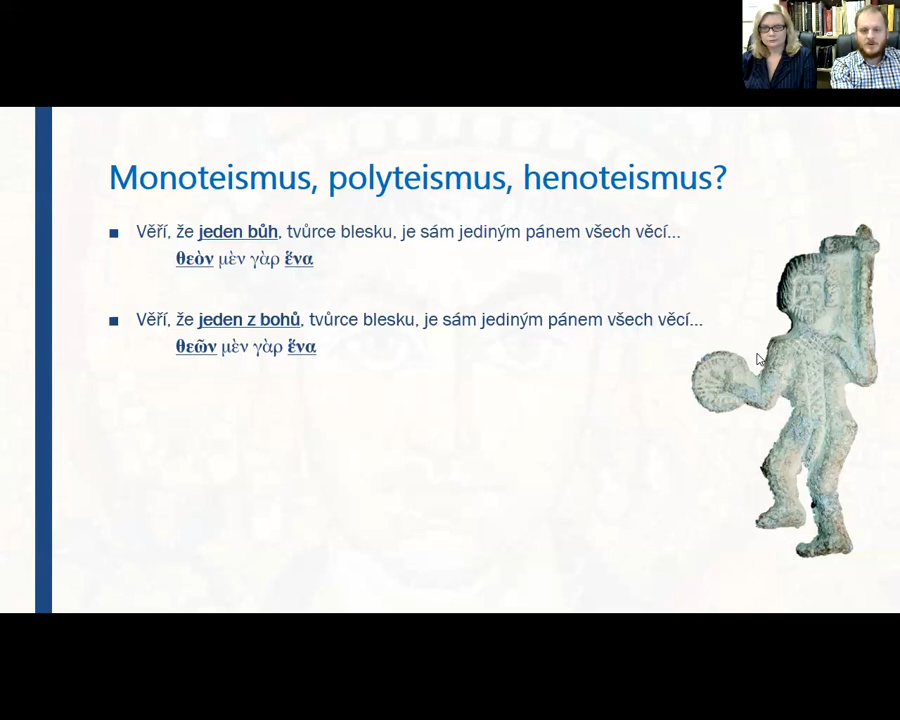 Monoteismus, polyteismus, henoteismus?
■ Věří, že jeden bůh, tvůrce blesku, je sám jediným pánem všech věcí...
θεὸν μὲν γὰρ ἕνα
■ Věří, že jeden z bohů, tvůrce blesku, je sám jediným pánem všech věcí...
θεῶν μὲν γὰρ ἕνα